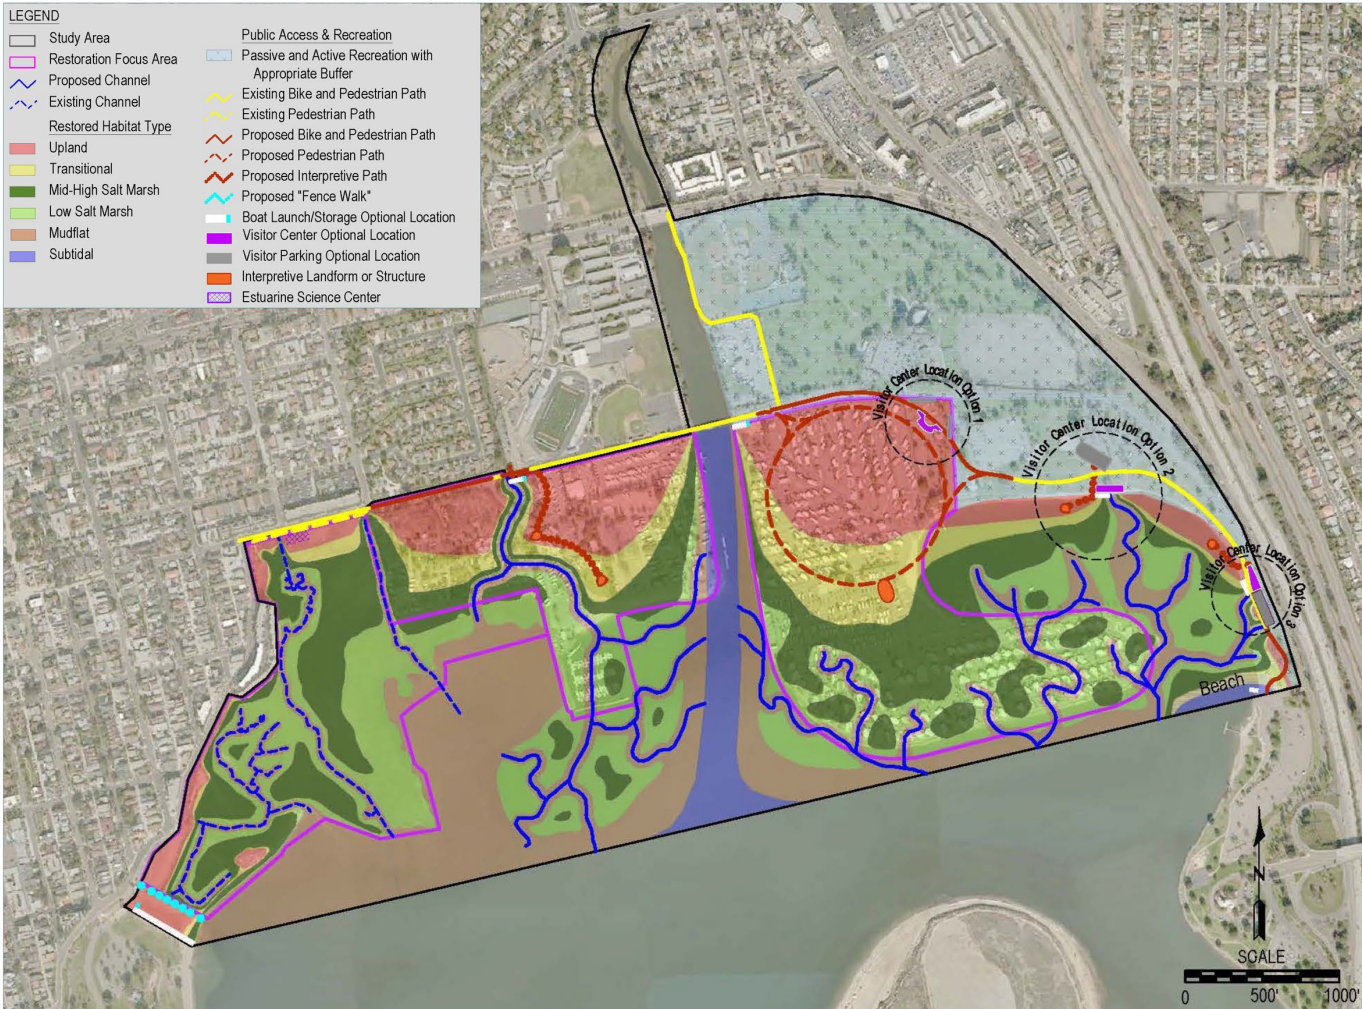 LEGEND
Study Area
Restoration Focus Area
Proposed Channel
Existing Channel
Restored Habitat Type
Upland
Transitional
Mid-High Salt Marsh
Low Salt Marsh
Mudflat
Subtidal
Public Access & Recreation
Passive and Active Recreation with
Appropriate Buffer
Existing Bike and Pedestrian Path
Existing Pedestrian Path
Proposed Bike and Pedestrian Path
Proposed Pedestrian Path
Proposed Interpretive Path
Proposed "Fence Walk"
Boat Launch/Storage Optional Location
Visitor Center Optional Location
Visitor Parking Optional Location
Interpretive Landform or Structure
Estuarine Science Center
Visitor Center Location Option 1
Visitor Center Location Option 2
Visitor Center Location Option 3
Beach
N
SCALE
0 500' 1000'